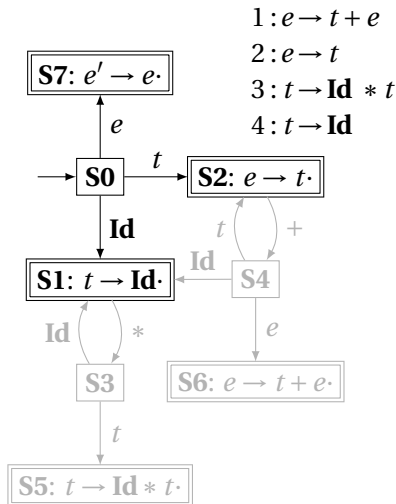 1 : e → t + e
2 : e → t
3 : t → Id * t
4 : t → Id
S7: e′ → e·
e
S0
t
S2: e → t·
Id
t
+
S1: t → Id·
Id
S4
Id
*
e
S3
S6: e → t + e·
t
S5: t → Id * t·